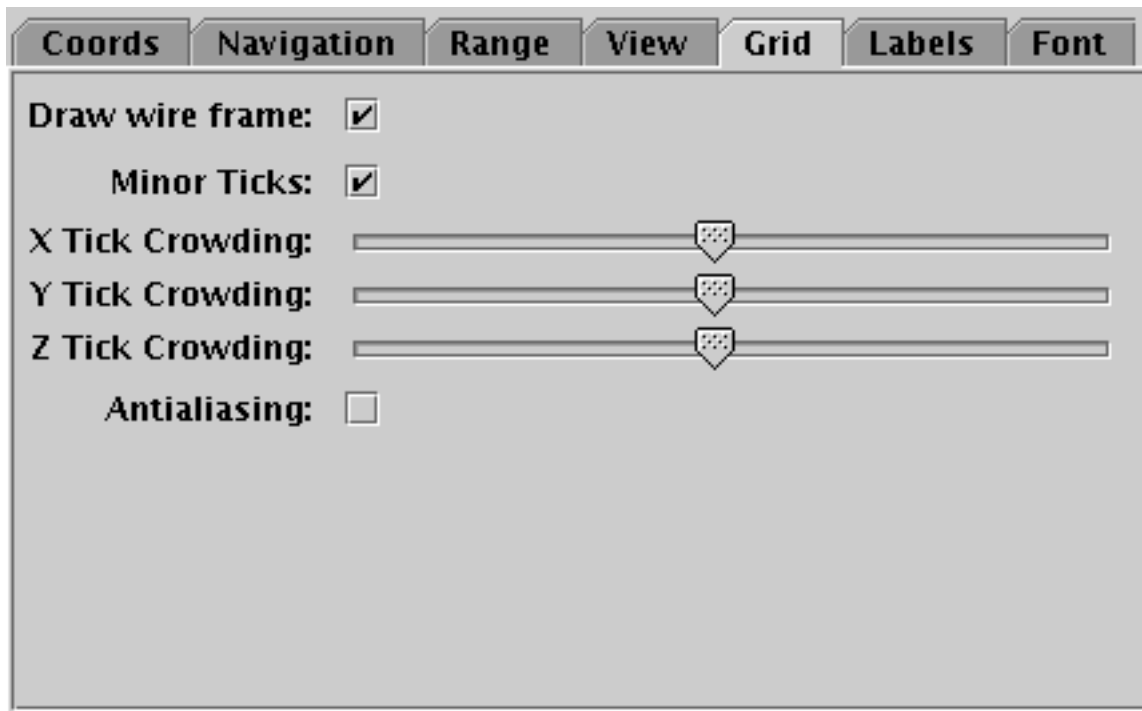 Coords Navigation Range View Grid Labels Font
Draw wire frame:
Minor Ticks:
X Tick Crowding:
Y Tick Crowding:
Z Tick Crowding:
Antialiasing: